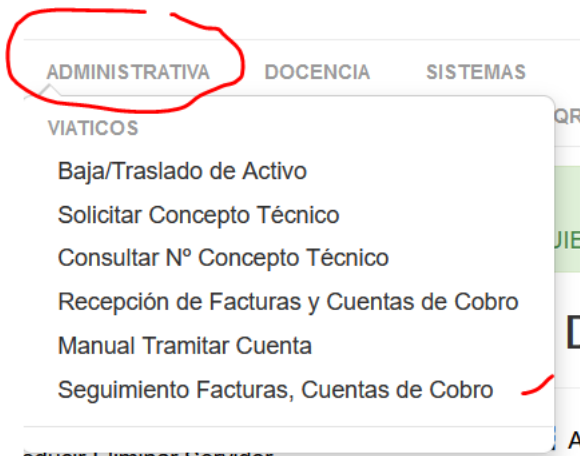 ADMINISTRATIVA DOCENCIA SISTEMAS
VIATICOS
QR
Baja/Traslado de Activo
Solicitar Concepto Técnico
Consultar Nº Concepto Técnico
Recepción de Facturas y Cuentas de Cobro
Manual Tramitar Cuenta
Seguimiento Facturas, Cuentas de Cobro